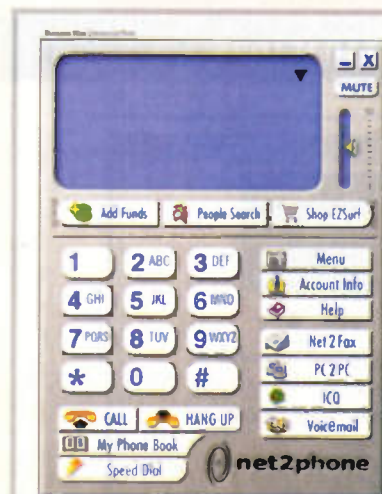 X
MUTE
Add Funds People Search Shop EZSurf
1 2 ABC 3 DEF
4 GHI 5 JKL 6 MNO
7 PQRS 8 TUV 9 WXYZ
* 0 #
Menu
Account Info
Help
Net2Fax
PC2PC
ICQ
Voice@mail
CALL HANG UP
My Phone Book
Speed Dial
net2phone